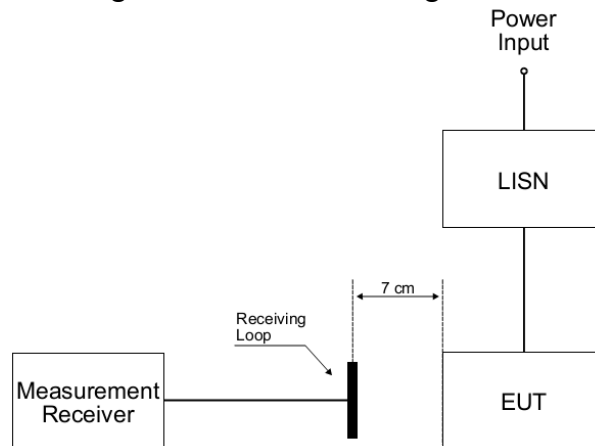 Power
Input
LISN
7 cm
Receiving
Loop
Measurement
Receiver
EUT